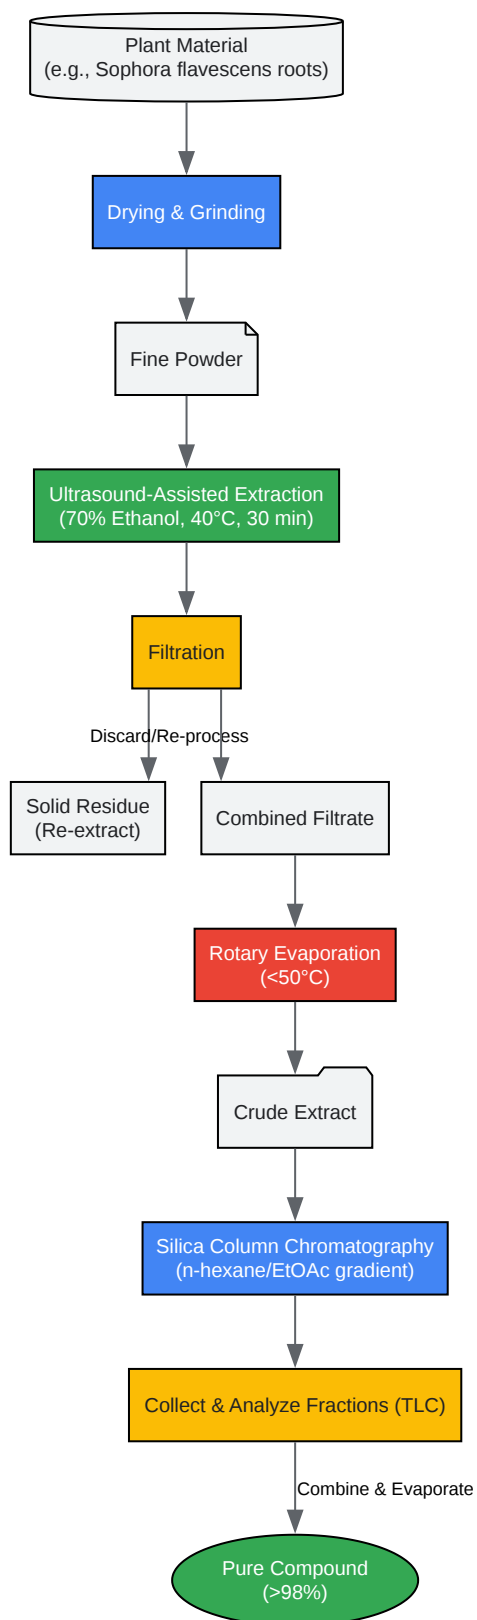 Plant Material
(e.g., Sophora flavescens roots)
Drying & Grinding
Fine Powder
Ultrasound-Assisted Extraction
(70% Ethanol, 40°C, 30 min)
Filtration
Discard/Re-process
Solid Residue
(Re-extract)
Combined Filtrate
Rotary Evaporation
(<50°C)
Crude Extract
Silica Column Chromatography
(n-hexane/EtOAc gradient)
Collect & Analyze Fractions (TLC)
Combine & Evaporate
Pure Compound
(>98%)